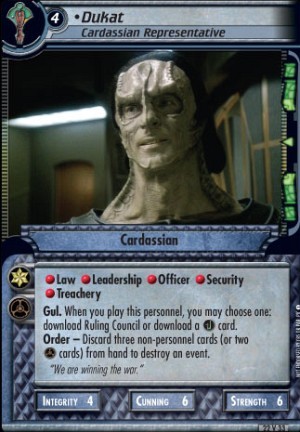 4 •Dukat
Cardassian Representative
Cardassian
Law Leadership Officer Security
Treachery
Gul. When you play this personnel, you may choose one:
download Ruling Council or download a card.
Order – Discard three non-personnel cards (or two
cards) from hand to destroy an event.
"We are winning the war."
INTEGRITY 4 CUNNING 6 STRENGTH 6
22 V 33